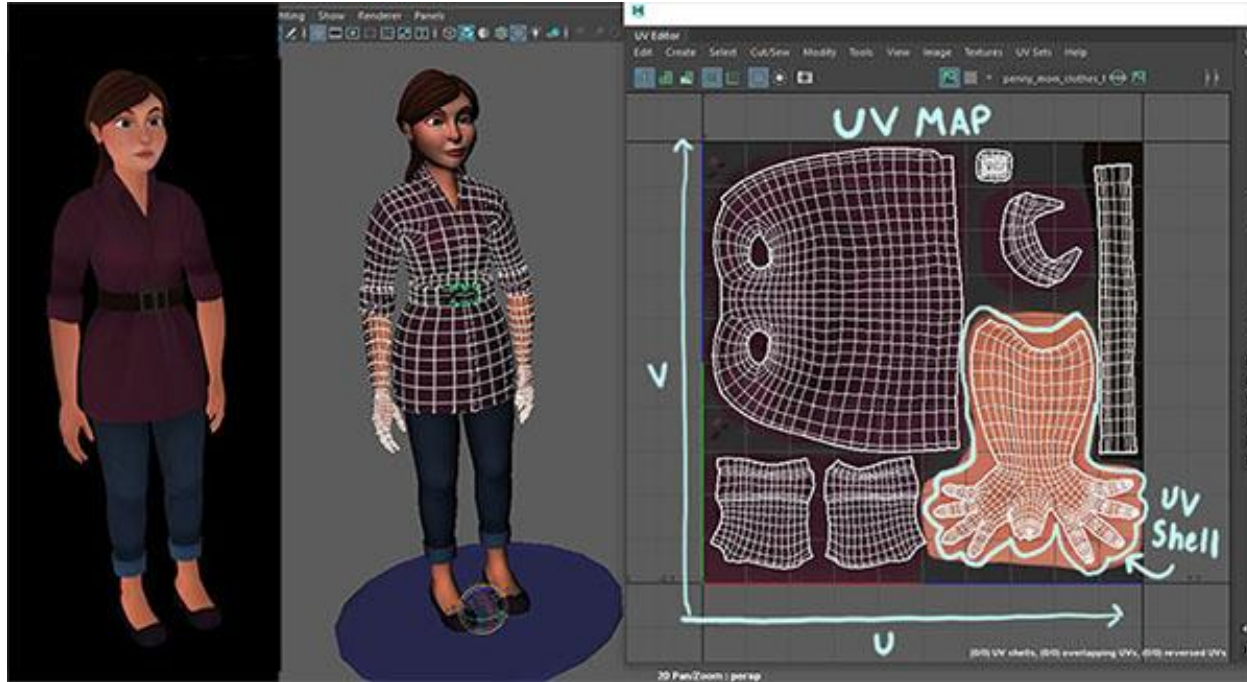 hting Show Renderer Panels
UV Editor
Edit Create Select Cut/Sew Modify Tools View Image Textures UV Sets Help
penny_mom_clothes_t
UV MAP
V
UV
Shell
U
(0/0) UV shells, (0/0) overlapping UVs, (0/0) reversed UVs
2D Pan/Zoom : persp